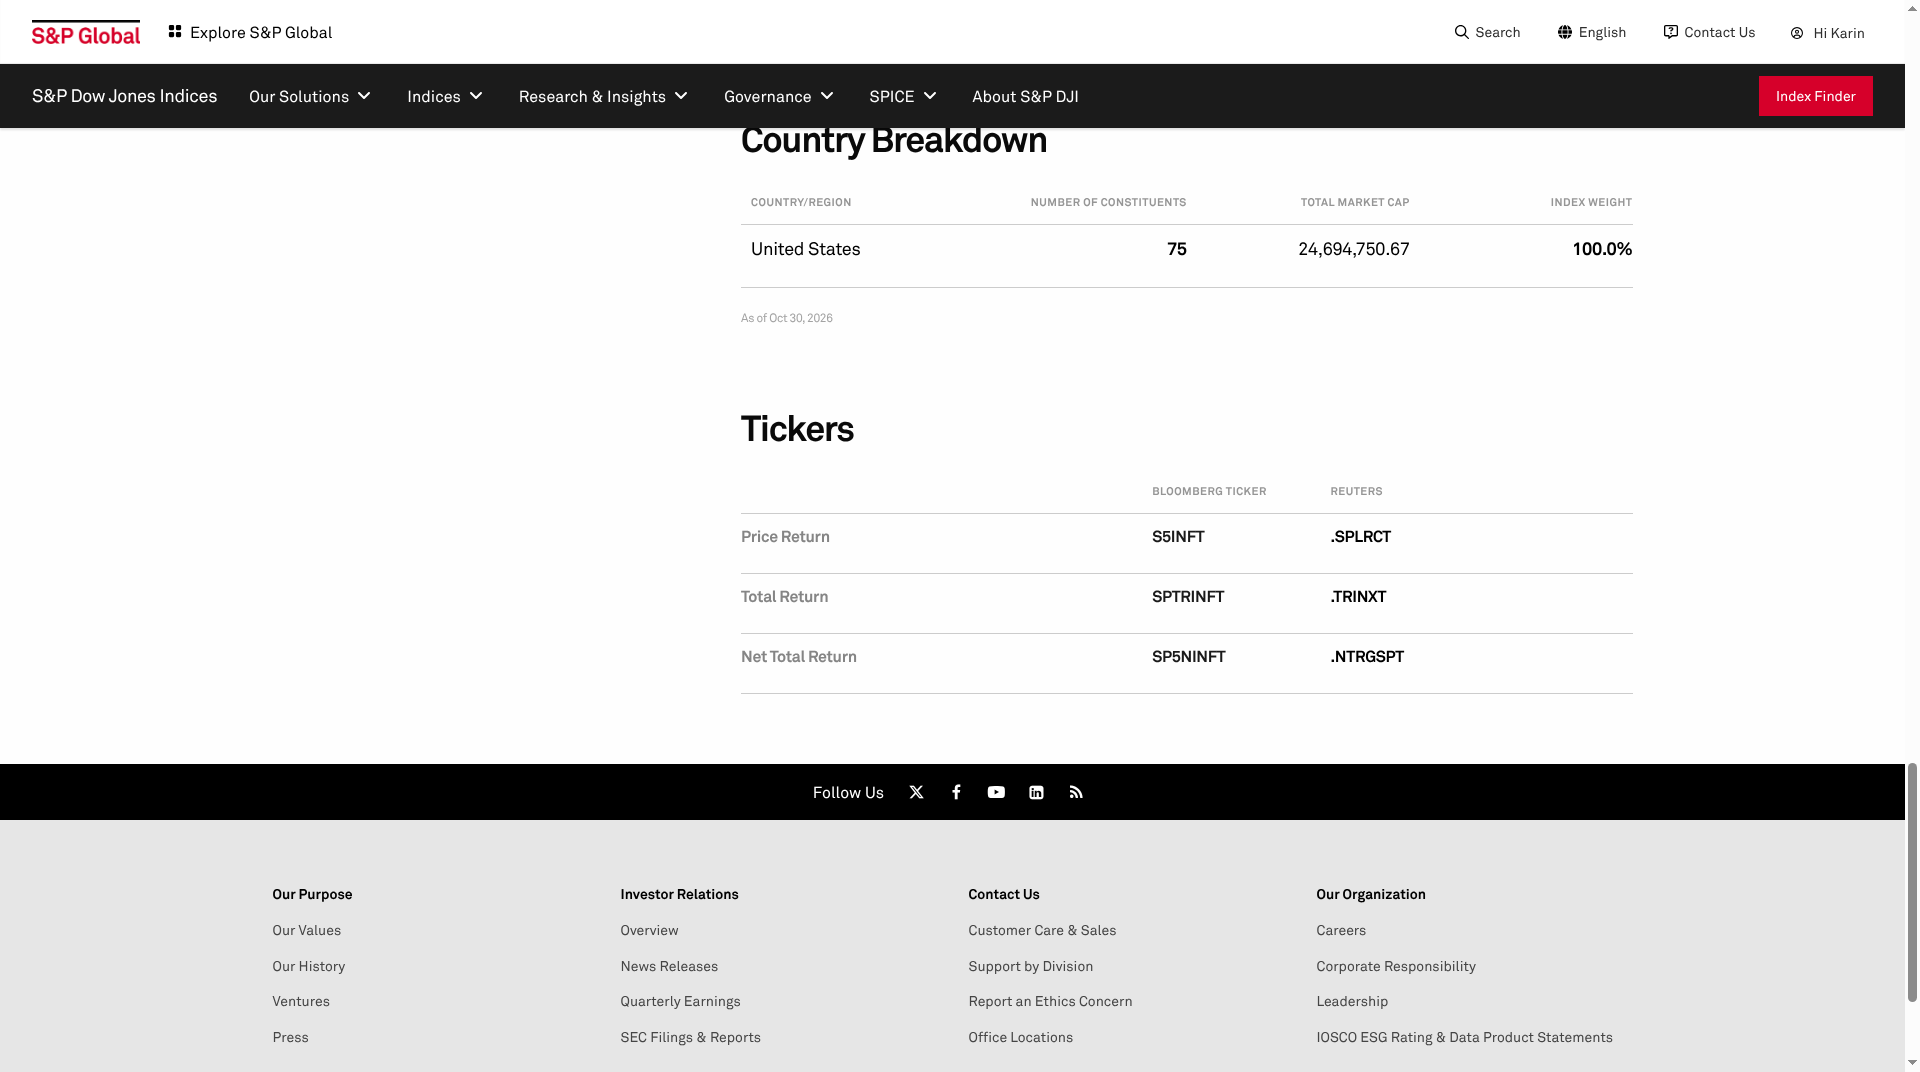 S&P Global
Explore S&P Global
Search
English
Contact Us
Hi Karin
S&P Dow Jones Indices
Our Solutions
Indices
Research & Insights
Governance
SPICE
About S&P DJI
Index Finder
Country Breakdown
COUNTRY/REGION NUMBER OF CONSTITUENTS TOTAL MARKET CAP INDEX WEIGHT
United States 75 24,694,750.67 100.0%
As of Oct 30, 2026
Tickers
BLOOMBERG TICKER REUTERS
Price Return S5INFT .SPLRCT
Total Return SPTRINFT .TRINXT
Net Total Return SP5NINFT .NTRGSPT
Follow Us
Our Purpose
Our Values
Our History
Ventures
Press
Investor Relations
Overview
News Releases
Quarterly Earnings
SEC Filings & Reports
Contact Us
Customer Care & Sales
Support by Division
Report an Ethics Concern
Office Locations
Our Organization
Careers
Corporate Responsibility
Leadership
IOSCO ESG Rating & Data Product Statements